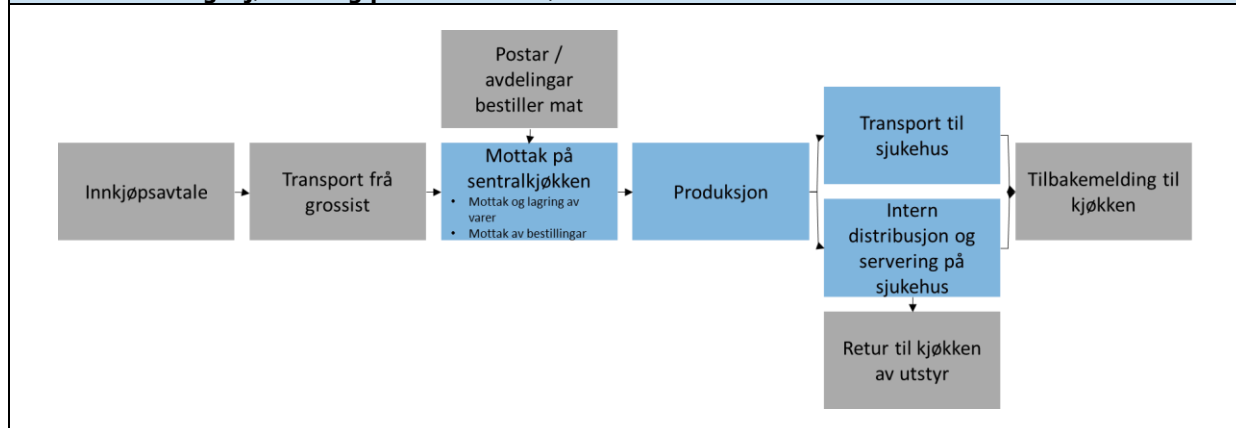 Postar /
avdelingar
bestiller mat
Innkjøpsavtale
Transport frå
grossist
Mottak på
sentralkjøkken
• Mottak og lagring av
varer
• Mottak av bestillingar
Produksjon
Transport til
sjukehus
Intern
distribusjon og
servering på
sjukehus
Tilbakemelding til
kjøkken
Retur til kjøkken
av utstyr